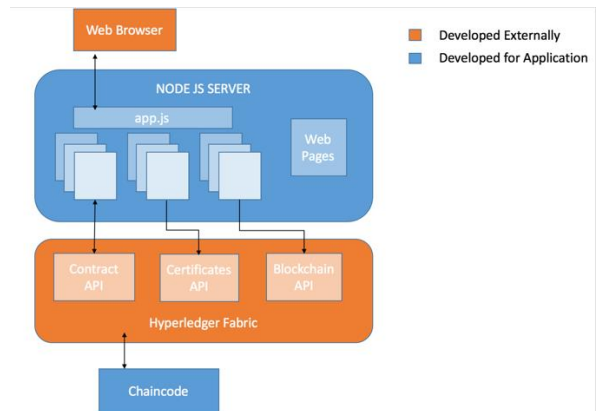 Web Browser
Developed Externally
Developed for Application
NODE JS SERVER
app.js
Web
Pages
Contract
API
Certificates
API
Blockchain
API
Hyperledger Fabric
Chaincode